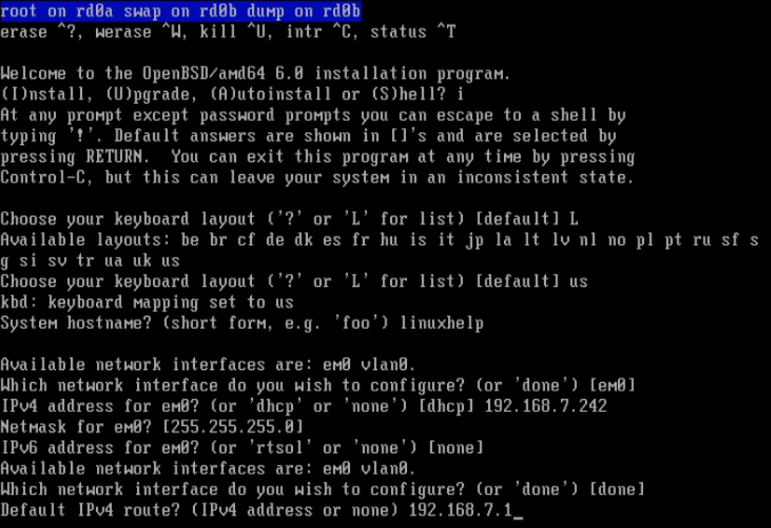 root on rd0a swap on rd0b dump on rd0b
erase ^?, werase ^W, kill ^U, intr ^C, status ^T
Welcome to the OpenBSD/amd64 6.0 installation program.
(I)nstall, (U)pgrade, (A)utoinstall or (S)hell? i
At any prompt except password prompts you can escape to a shell by
typing '!'. Default answers are shown in []'s and are selected by
pressing RETURN.  You can exit this program at any time by pressing
Control-C, but this can leave your system in an inconsistent state.
Choose your keyboard layout ('?' or 'L' for list) [default] L
Available layouts: be br cf de dk es fr hu is it jp la lt lv nl no pl pt ru sf s
g si sv tr ua uk us
Choose your keyboard layout ('?' or 'L' for list) [default] us
kbd: keyboard mapping set to us
System hostname? (short form, e.g. 'foo') linuxhelp
Available network interfaces are: em0 vlan0.
Which network interface do you wish to configure? (or 'done') [em0]
IPv4 address for em0? (or 'dhcp' or 'none') [dhcp] 192.168.7.242
Netmask for em0? [255.255.255.0]
IPv6 address for em0? (or 'rtsol' or 'none') [none]
Available network interfaces are: em0 vlan0.
Which network interface do you wish to configure? (or 'done') [done]
Default IPv4 route? (IPv4 address or none) 192.168.7.1_